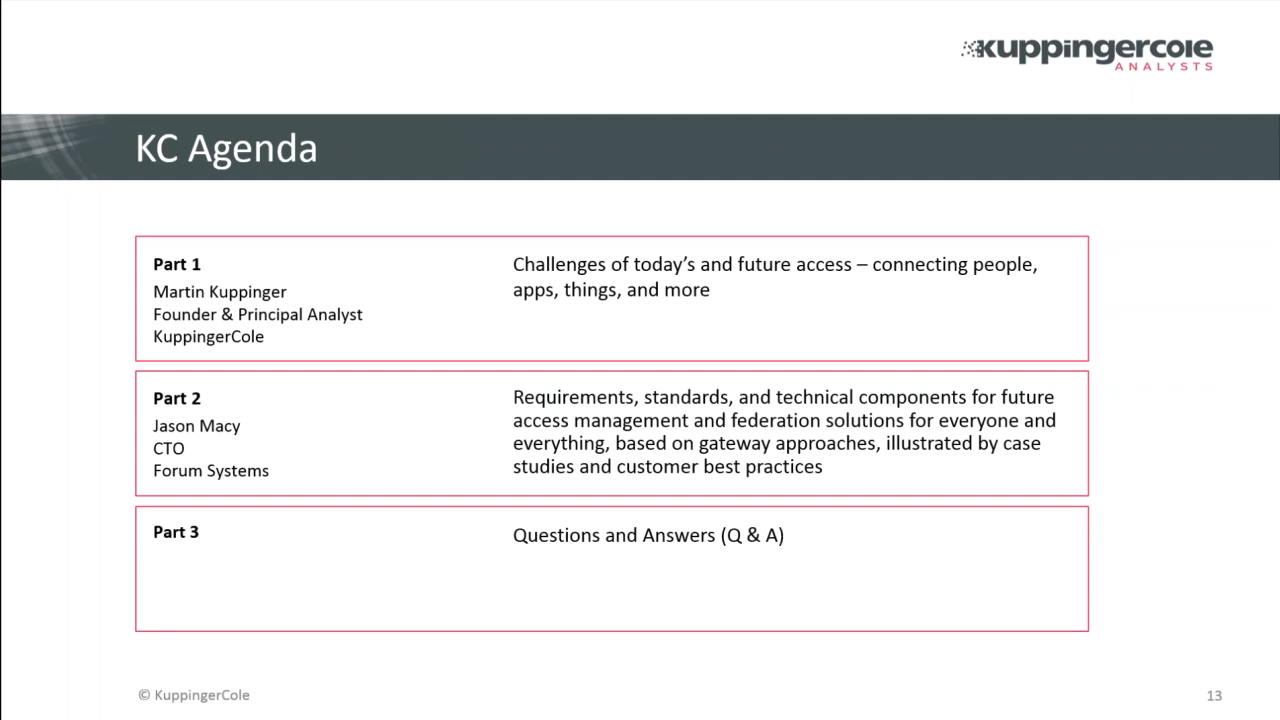 kuppingercole
ANALYSTS
KC Agenda
Part 1
Martin Kuppinger
Founder & Principal Analyst
KuppingerCole
Challenges of today’s and future access – connecting people,
apps, things, and more
Part 2
Jason Macy
CTO
Forum Systems
Requirements, standards, and technical components for future
access management and federation solutions for everyone and
everything, based on gateway approaches, illustrated by case
studies and customer best practices
Part 3
Questions and Answers (Q & A)
© KuppingerCole
13